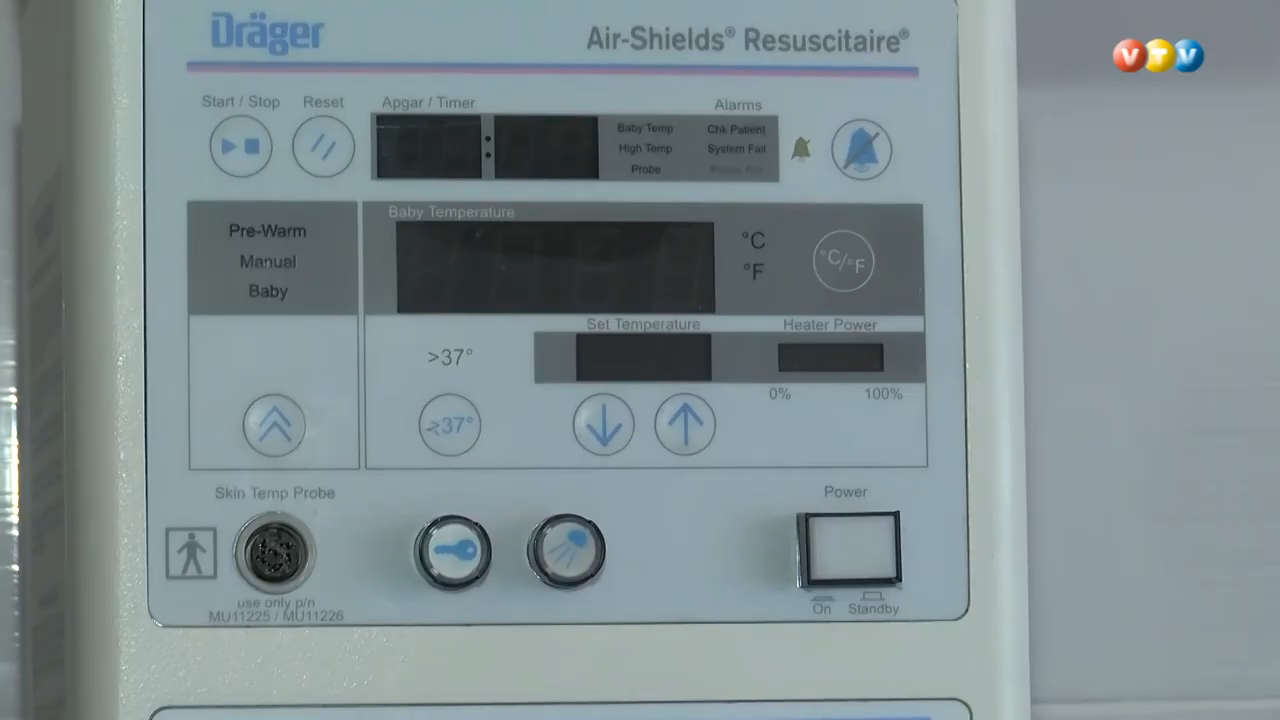 Dräger
Air-Shields® Resuscitaire®
VTV
Start / Stop
Reset
Apgar / Timer
Alarms
Baby Temp
Chk Patient
High Temp
System Fail
Probe
Baby Temperature
Pre-Warm
Manual
Baby
°C
°F
°C/°F
Set Temperature
Heater Power
>37°
0%
100%
≥37°
Skin Temp Probe
Power
use only p/n
MU11225 / MU11226
On
Standby